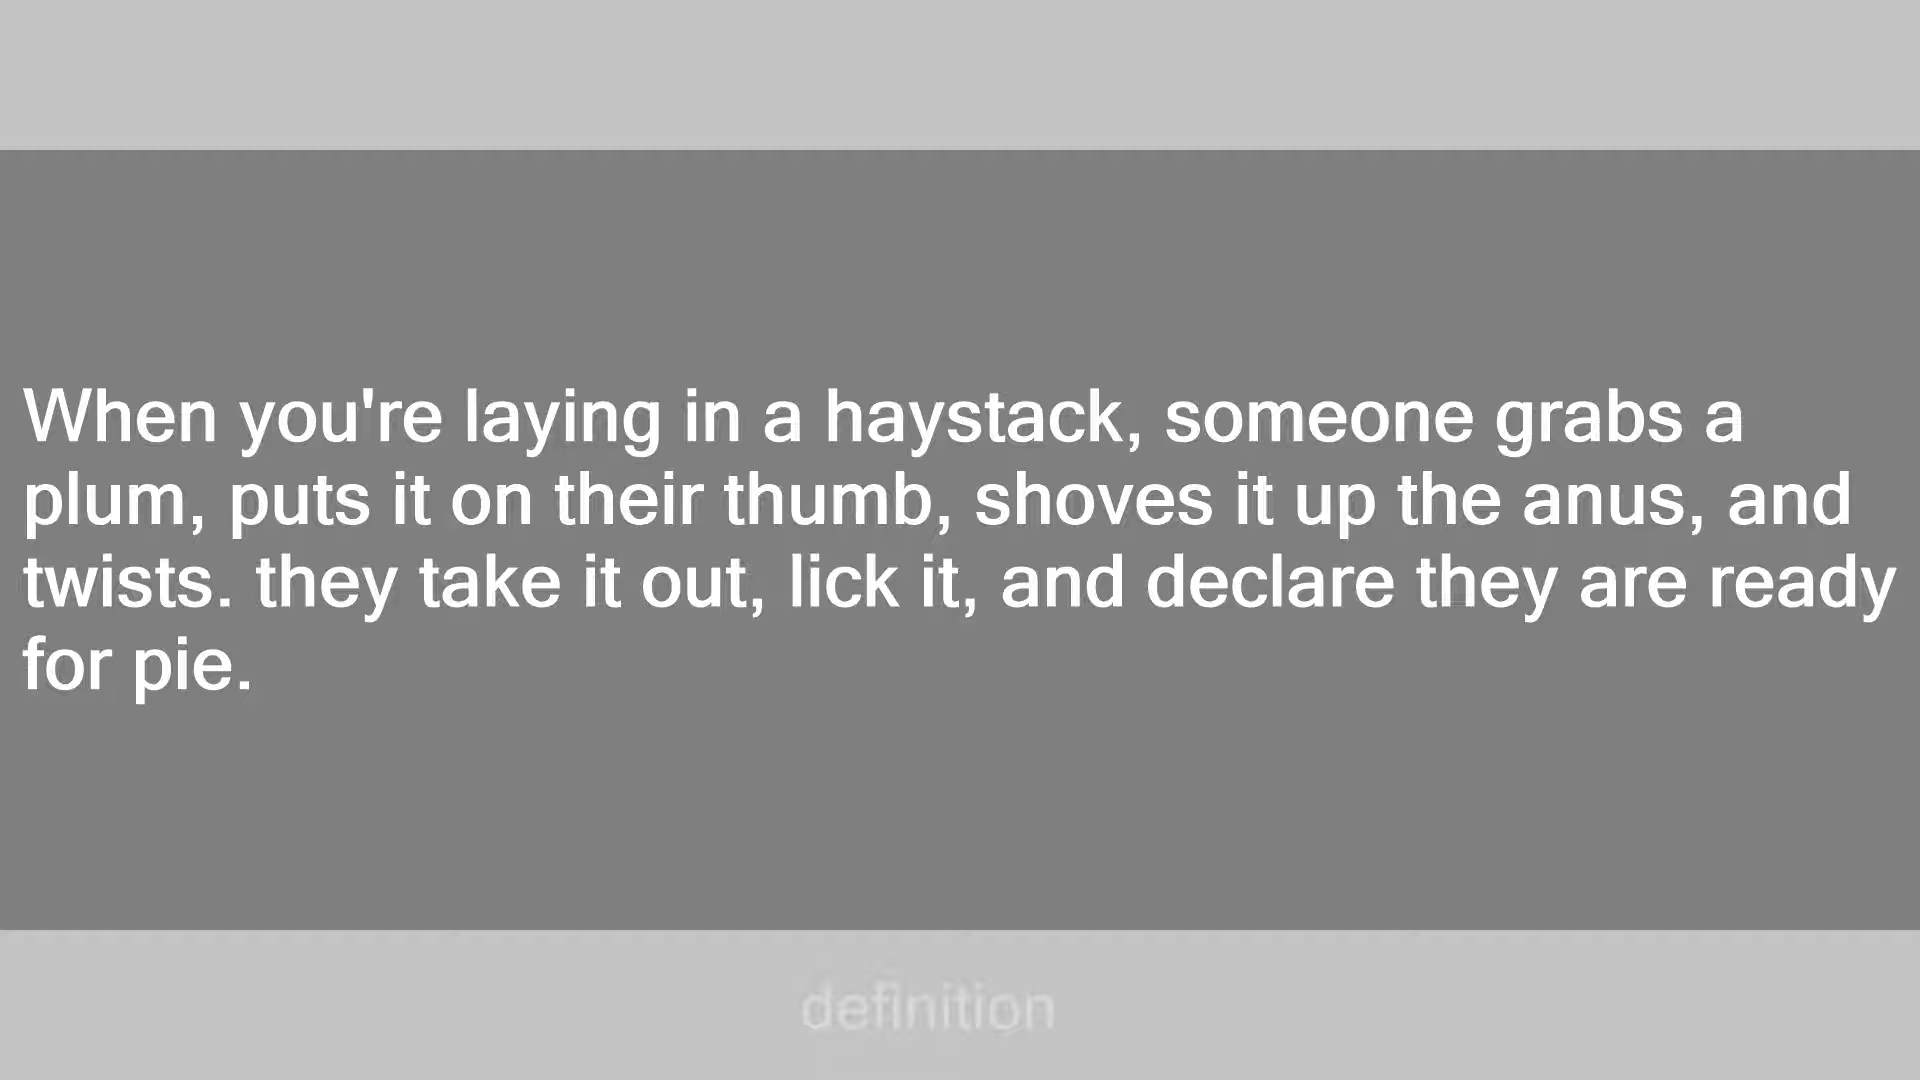 When you're laying in a haystack, someone grabs a
plum, puts it on their thumb, shoves it up the anus, and
twists. they take it out, lick it, and declare they are ready
for pie.
definition